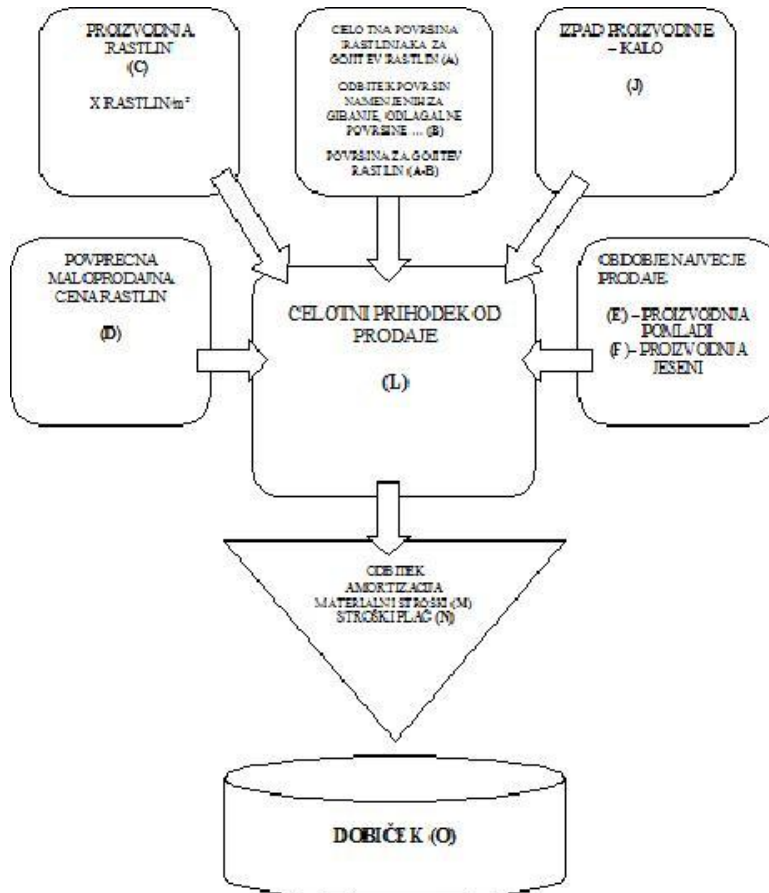 PROIZVODNJA
RASTLIN
(C)
X RASTLIN/m²
CELOTNA POVRŠINA
RASTLINJAKA ZA
GOJITEV RASTLIN (A)
ODBITEK POVRŠIN
NAMENJENIH ZA
GIBANJE, ODLAGALNE
POVRŠINE ... (B)
POVRŠINA ZA GOJITEV
RASTLIN (A-B)
IZPAD PROIZVODNJE
– KALO
(J)
POVPREČNA
MALOPRODAJNA
CENA RASTLIN
(D)
CELOTNI PRIHODEK OD
PRODAJE
(L)
OBDOBJE NAJVEČJE
PRODAJE:
(E) – PROIZVODNJA
POMLADI
(F) – PROIZVODNJA
JESENI
ODBITEK
AMORTIZACIJA
MATERIALNI STROŠKI (M)
STROŠKI PLAČ (N)
DOBIČEK (O)